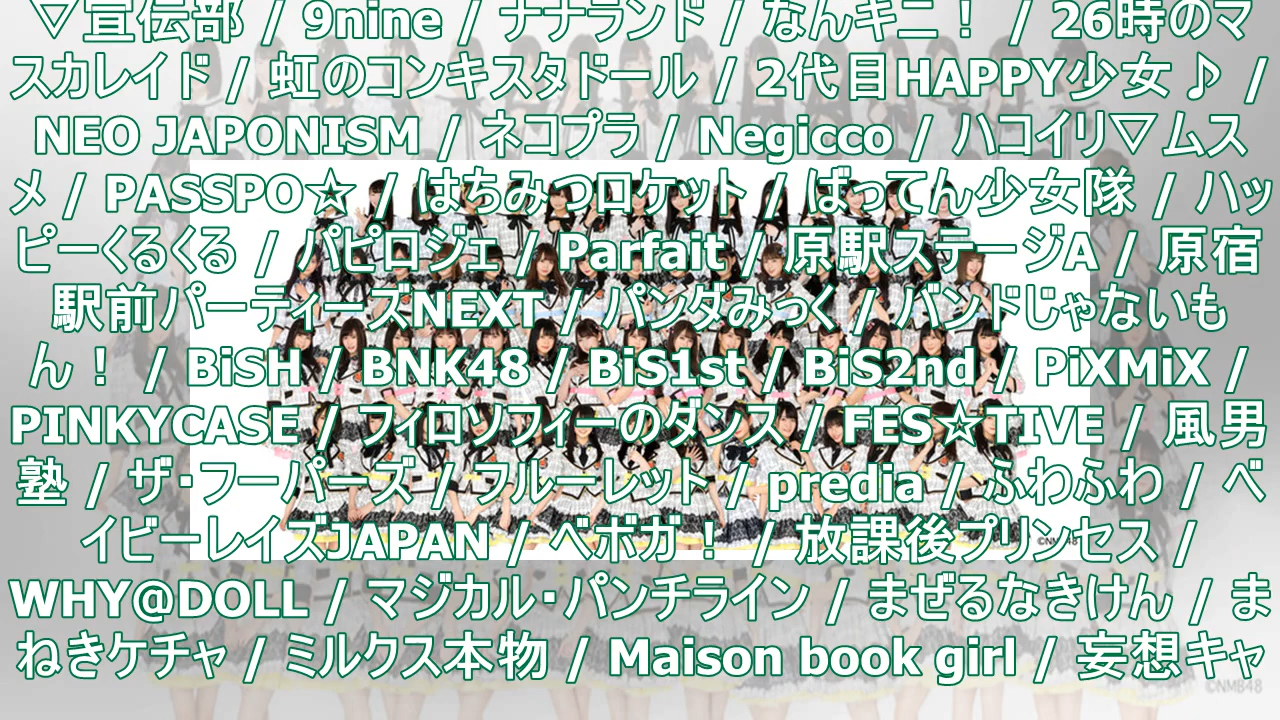 ▽宣伝部 / 9nine / ナナランド / なんキニ！ / 26時のマ
スカレイド / 虹のコンキスタドール / 2代目HAPPY少女♪ /
NEO JAPONISM / ネコプラ / Negicco / ハコイリ▽ムス
メ / PASSPO☆ / はちみつロケット / ばってん少女隊 / ハッ
ピーくるくる / パピロジェ / Parfait / 原駅ステージA / 原宿
駅前パーティーズNEXT / パンダみっく / バンドじゃないも
ん！ / BiSH / BNK48 / BiS1st / BiS2nd / PiXMiX /
PINKYCASE / フィロソフィーのダンス / FES☆TIVE / 風男
塾 / ザ・フーパーズ / フルーレット / predia / ふわふわ / ベ
イビーレイズJAPAN / ベボガ！ / 放課後プリンセス /
©NMB48
WHY@DOLL / マジカル・パンチライン / まぜるなきけん / ま
ねきケチャ / ミルクス本物 / Maison book girl / 妄想キャ
©NMB48